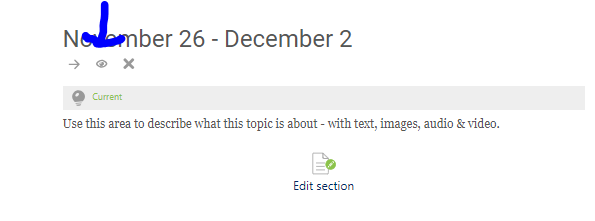 November 26 - December 2
Current
Use this area to describe what this topic is about - with text, images, audio & video.
Edit section